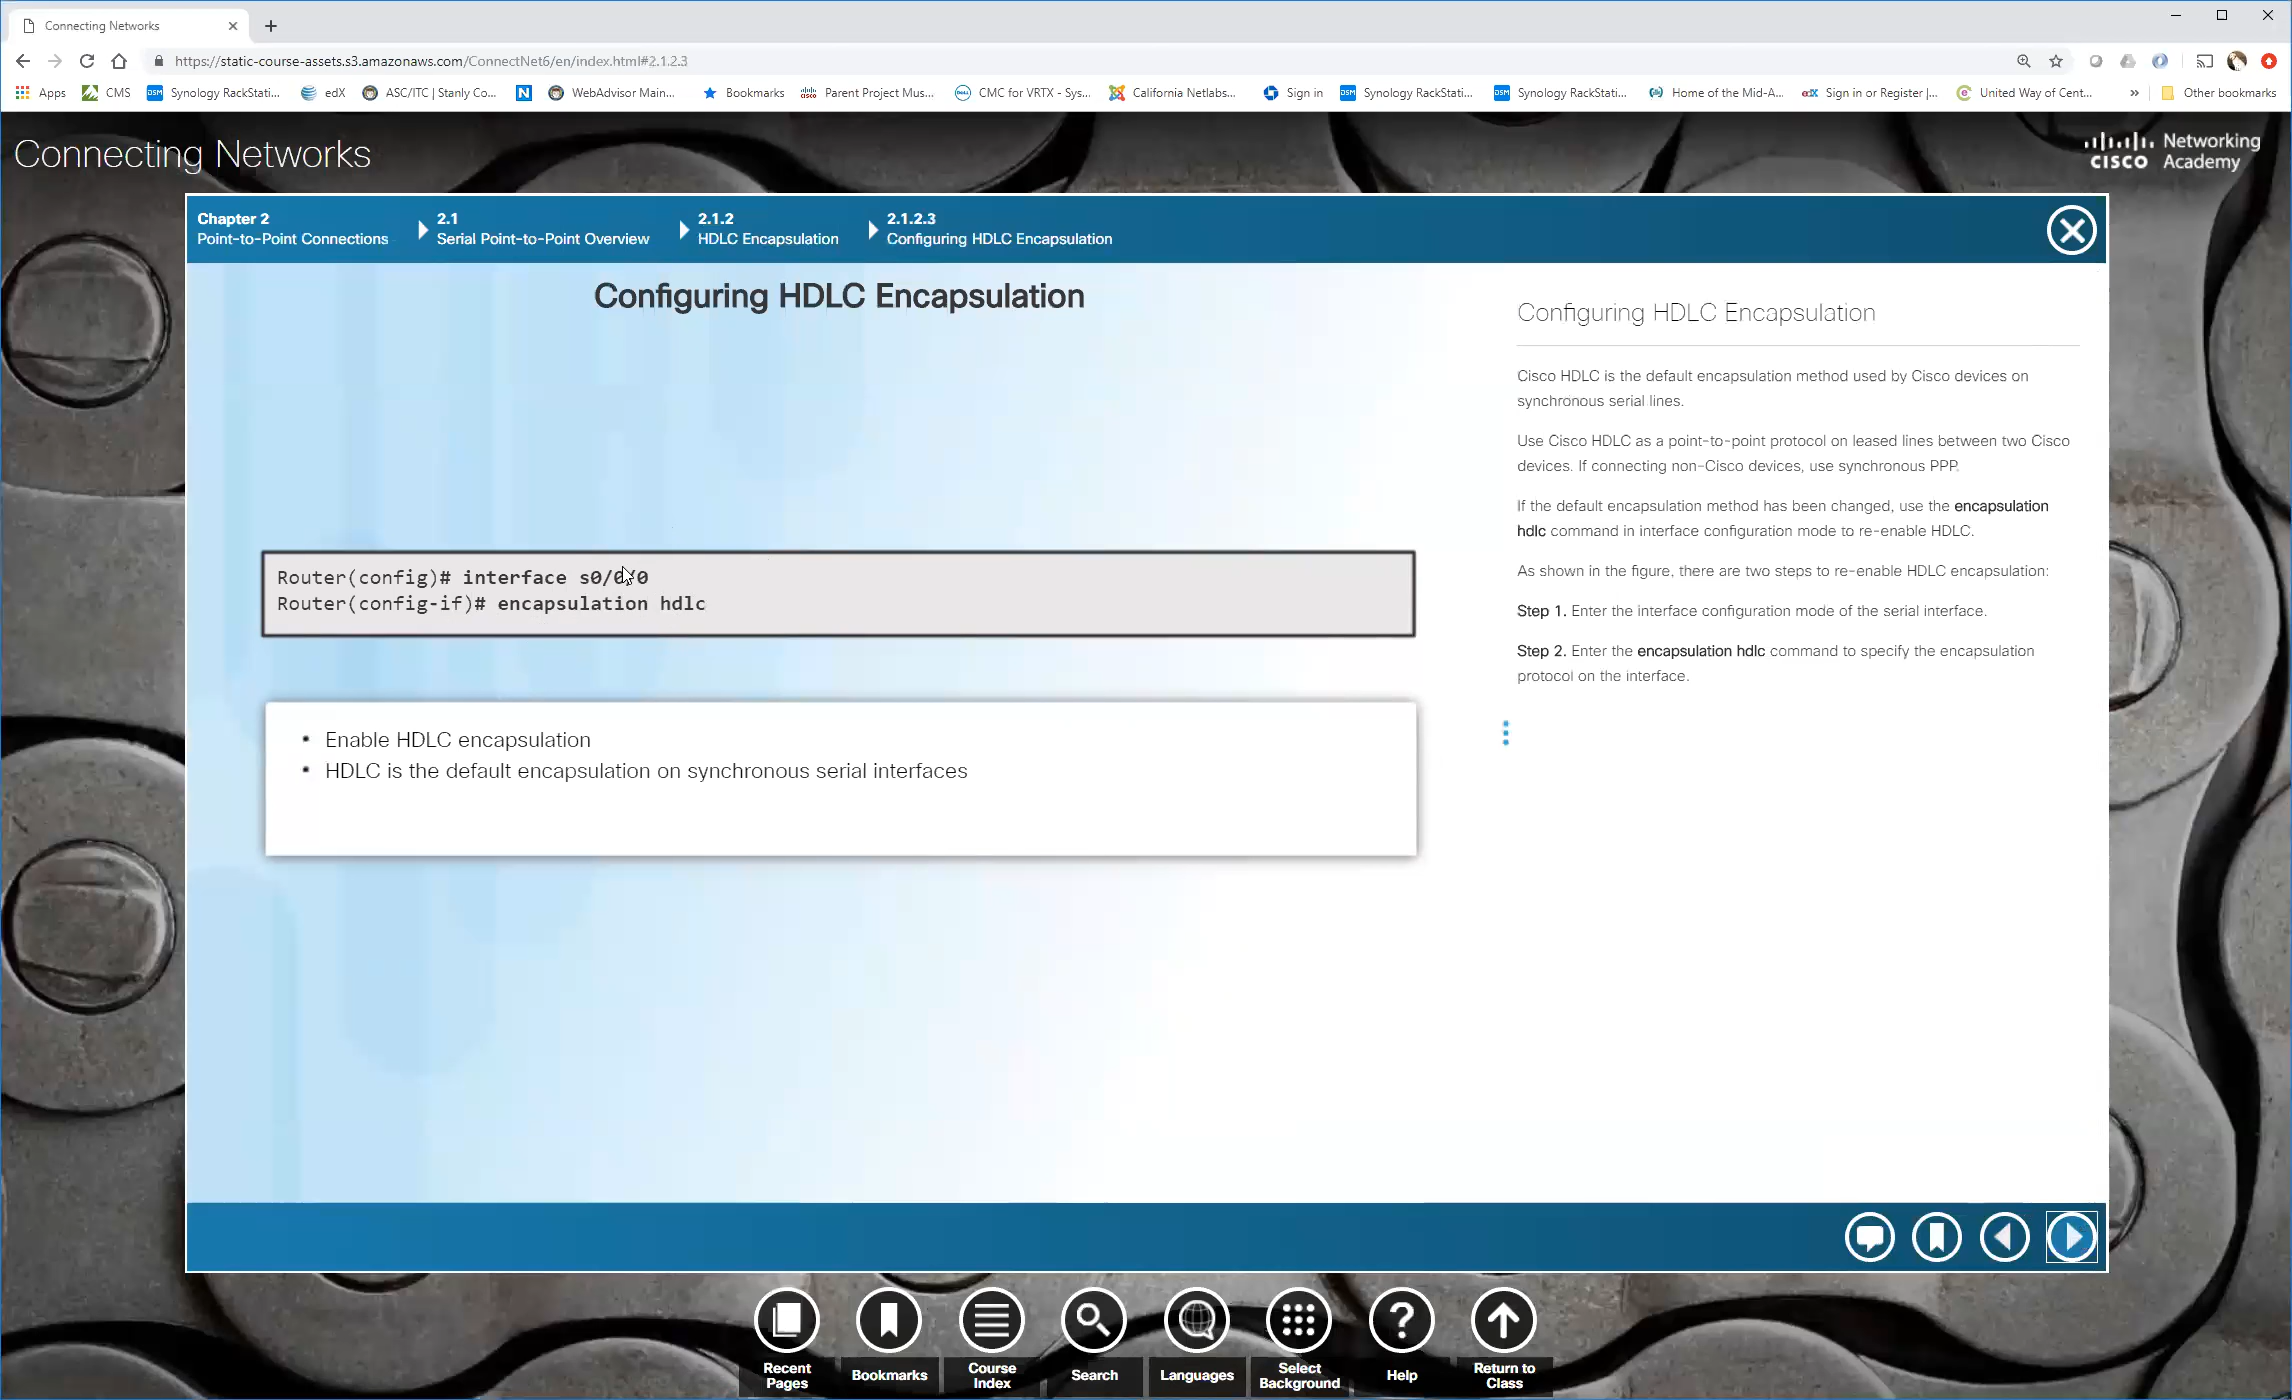 Connecting Networks
https://static-course-assets.s3.amazonaws.com/ConnectNet6/en/index.html#2.1.2.3
Apps CMS Synology RackStati... edX ASC/ITC | Stanly Co... WebAdvisor Main... Bookmarks Parent Project Mus... CMC for VRTX - Sys... California Netlabs... Sign in Synology RackStati... Synology RackStati... Home of the Mid-A... Sign in or Register |... United Way of Cent... » Other bookmarks
Connecting Networks
CISCO Networking Academy
Chapter 2
Point-to-Point Connections
2.1
Serial Point-to-Point Overview
2.1.2
HDLC Encapsulation
2.1.2.3
Configuring HDLC Encapsulation
Configuring HDLC Encapsulation
Router(config)# interface s0/0/0
Router(config-if)# encapsulation hdlc
• Enable HDLC encapsulation
• HDLC is the default encapsulation on synchronous serial interfaces
Configuring HDLC Encapsulation
Cisco HDLC is the default encapsulation method used by Cisco devices on
synchronous serial lines.
Use Cisco HDLC as a point-to-point protocol on leased lines between two Cisco
devices. If connecting non-Cisco devices, use synchronous PPP.
If the default encapsulation method has been changed, use the encapsulation
hdlc command in interface configuration mode to re-enable HDLC.
As shown in the figure, there are two steps to re-enable HDLC encapsulation:
Step 1. Enter the interface configuration mode of the serial interface.
Step 2. Enter the encapsulation hdlc command to specify the encapsulation
protocol on the interface.
Recent Pages
Bookmarks
Course Index
Search
Languages
Select Background
Help
Return to Class